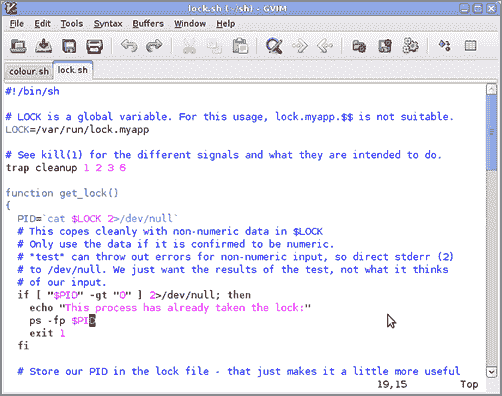 lock.sh (~/sh) - GVIM
File Edit Tools Syntax Buffers Window Help
colour.sh lock.sh
#!/bin/sh
# LOCK is a global variable. For this usage, lock.myapp.$$ is not suitable.
LOCK=/var/run/lock.myapp
# See kill(1) for the different signals and what they are intended to do.
trap cleanup 1 2 3 6
function get_lock()
{
PID=`cat $LOCK 2>/dev/null`
# This copes cleanly with non-numeric data in $LOCK
# Only use the data if it is confirmed to be numeric.
# *test* can throw out errors for non-numeric input, so direct stderr (2)
# to /dev/null. We just want the results of the test, not what it thinks
# of our input.
if [ "$PID" -gt "0" ] 2>/dev/null; then
echo "This process has already taken the lock:"
ps -fp $PID
exit 1
fi
# Store our PID in the lock file - that just makes it a little more useful
19,15 Top